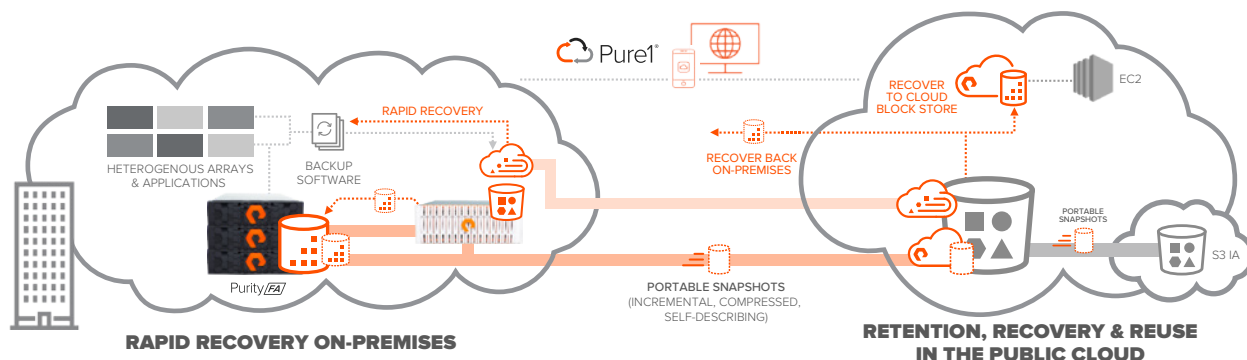 Pure1®
RECOVER
TO CLOUD
BLOCK STORE
EC2
RAPID RECOVERY
HETEROGENOUS ARRAYS
& APPLICATIONS
BACKUP
SOFTWARE
RECOVER BACK
ON-PREMISES
PORTABLE
SNAPSHOTS
S3 IA
Purity//FA
PORTABLE SNAPSHOTS
(INCREMENTAL, COMPRESSED,
SELF-DESCRIBING)
RAPID RECOVERY ON-PREMISES
RETENTION, RECOVERY & REUSE
IN THE PUBLIC CLOUD